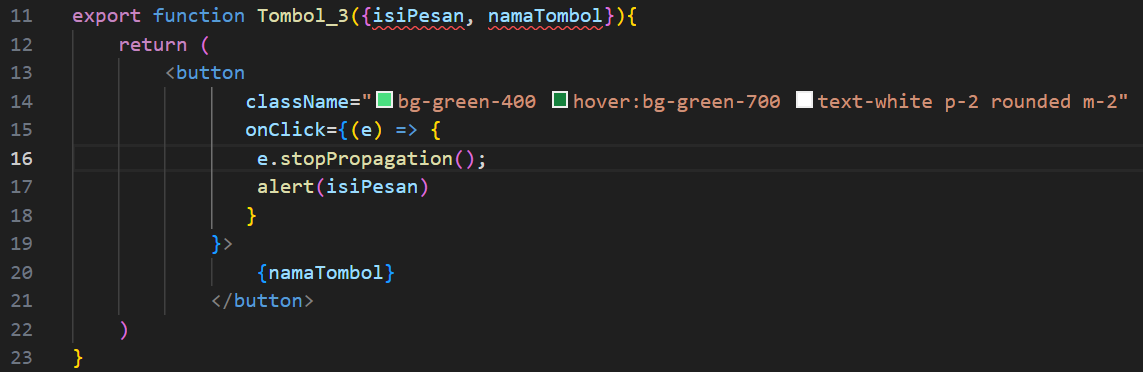 11 export function Tombol_3({isiPesan, namaTombol}){
12 return (
13 <button
14 className="bg-green-400 hover:bg-green-700 text-white p-2 rounded m-2"
15 onClick={(e) => {
16 e.stopPropagation();
17 alert(isiPesan)
18 }
19 }>
20 {namaTombol}
21 </button>
22 )
23 }